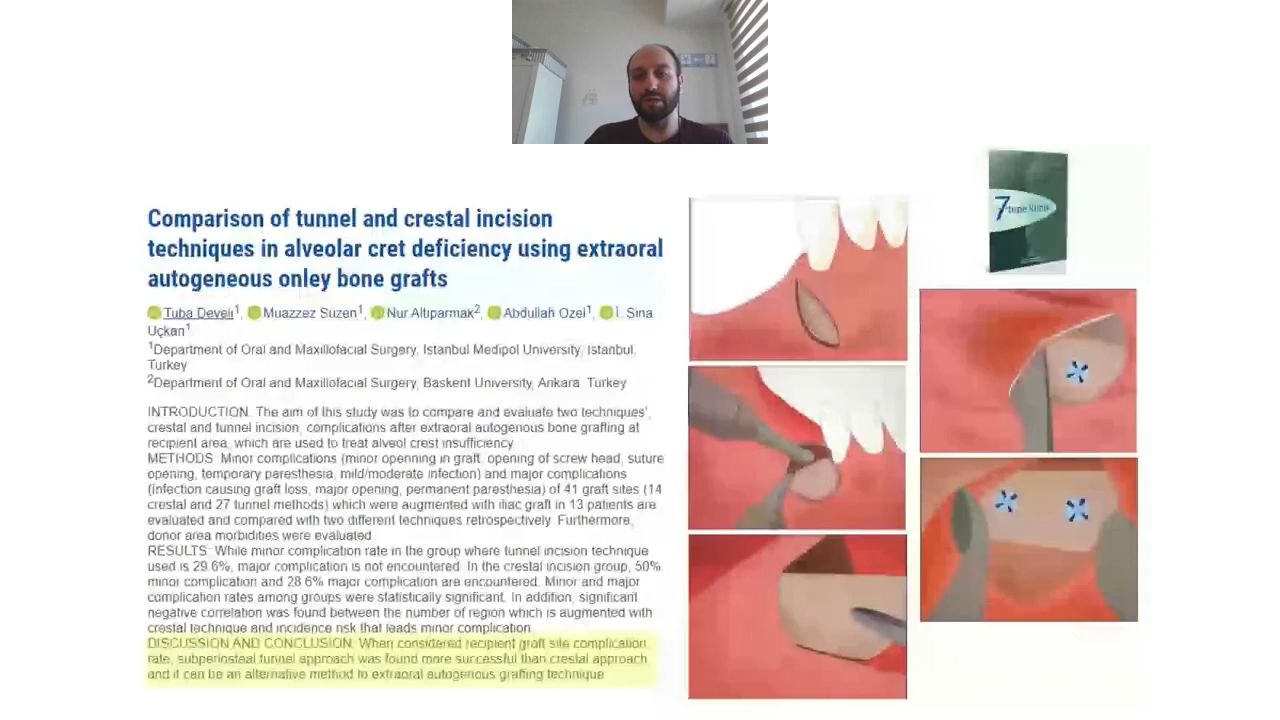 Comparison of tunnel and crestal incision
techniques in alveolar cret deficiency using extraoral
autogeneous onley bone grafts
Tuba Develi1, Muazzez Suzen1, Nur Altıparmak2, Abdullah Ozel1, İ. Sina
Uçkan1
1Department of Oral and Maxillofacial Surgery, Istanbul Medipol University, Istanbul,
Turkey
2Department of Oral and Maxillofacial Surgery, Baskent University, Ankara, Turkey
INTRODUCTION: The aim of this study was to compare and evaluate two techniques',
crestal and tunnel incision, complications after extraoral autogenous bone grafting at
recipient area, which are used to treat alveol crest insufficiency.
METHODS: Minor complications (minor openning in graft, opening of screw head, suture
opening, temporary paresthesia, mild/moderate infection) and major complications
(infection causing graft loss, major opening, permanent paresthesia) of 41 graft sites (14
crestal and 27 tunnel methods) which were augmented with iliac graft in 13 patients are
evaluated and compared with two different techniques retrospectively. Furthermore,
donor area morbidities were evaluated
RESULTS: While minor complication rate in the group where tunnel incision technique
used is 29.6%, major complication is not encountered. In the crestal incision group, 50%
minor complication and 28.6% major complication are encountered. Minor and major
complication rates among groups were statistically significant. In addition, significant
negative correlation was found between the number of region which is augmented with
crestal technique and incidence risk that leads minor complication.
DISCUSSION AND CONCLUSION: When considered recipient graft site complication
rate, subperiosteal tunnel approach was found more successful than crestal approach
and it can be an alternative method to extraoral autogenous grafting technique
7tepe klinik